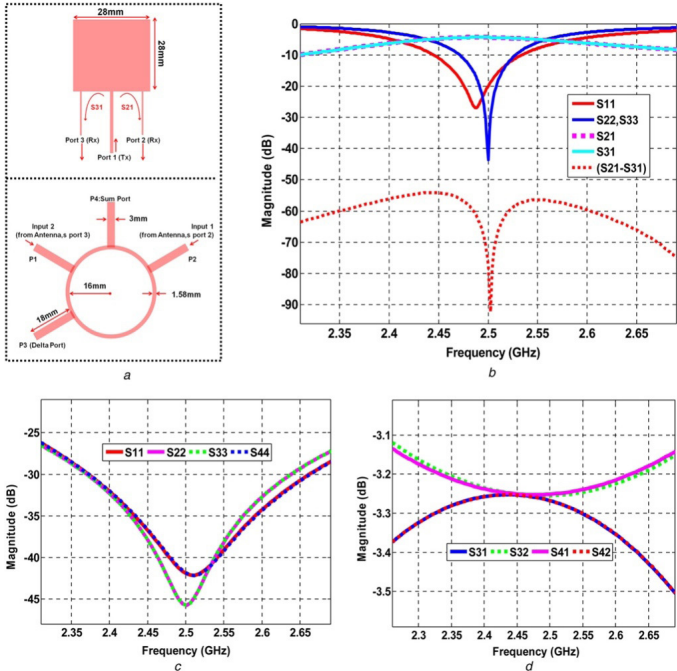 28mm
28mm
S31
S21
Port 3 (Rx)
Port 2 (Rx)
Port 1 (Tx)
P4:Sum Port
3mm
Input 2
(from Antenna,s port 3)
Input 1
(from Antenna,s port 2)
P1
P2
16mm
1.58mm
18mm
P3 (Delta Port)
a
0
-10
-20
-30
-40
-50
-60
-70
-80
-90
Magnitude (dB)
S11
S22,S33
S21
S31
(S21-S31)
2.35 2.4 2.45 2.5 2.55 2.6 2.65
Frequency (GHz)
b
-25
-30
-35
-40
-45
Magnitude (dB)
S11 S22 S33 S44
2.35 2.4 2.45 2.5 2.55 2.6 2.65
Frequency (GHz)
c
-3.1
-3.2
-3.3
-3.4
-3.5
Magnitude (dB)
S31 S32 S41 S42
2.3 2.35 2.4 2.45 2.5 2.55 2.6 2.65
Frequency (GHz)
d